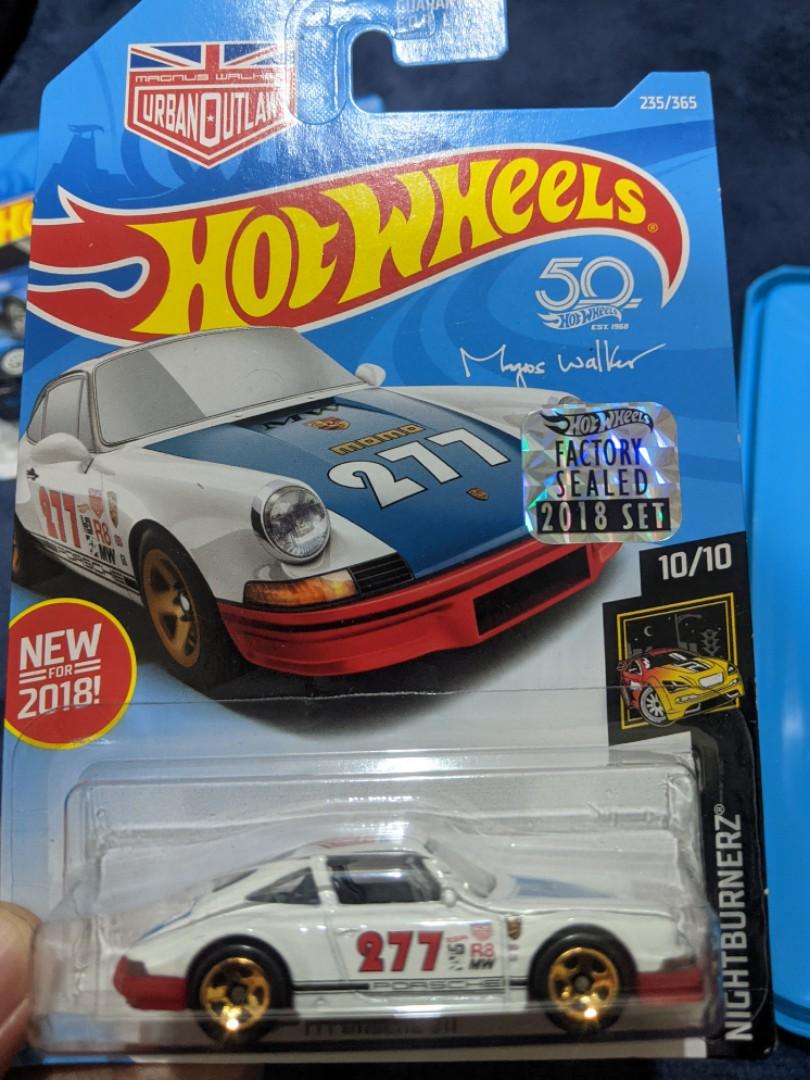 MAGNUS WALKER
URBAN OUTLAW
235/365
HOT WHEELS®
50
HOT WHEELS
EST. 1968
Magnus Walker
MW
MOMO
277
HOT WHEELS
FACTORY
SEALED
2018 SET
277
R8
MW
PORSCHE
10/10
NEW
FOR
2018!
NIGHTBURNERZ®
277
R8
MW
PORSCHE